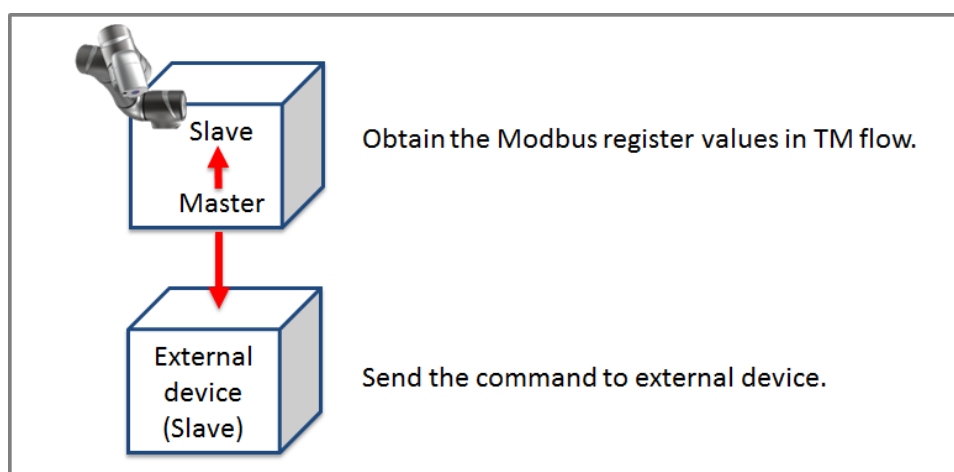 Slave
Master
Obtain the Modbus register values in TM flow.
External
device
(Slave)
Send the command to external device.